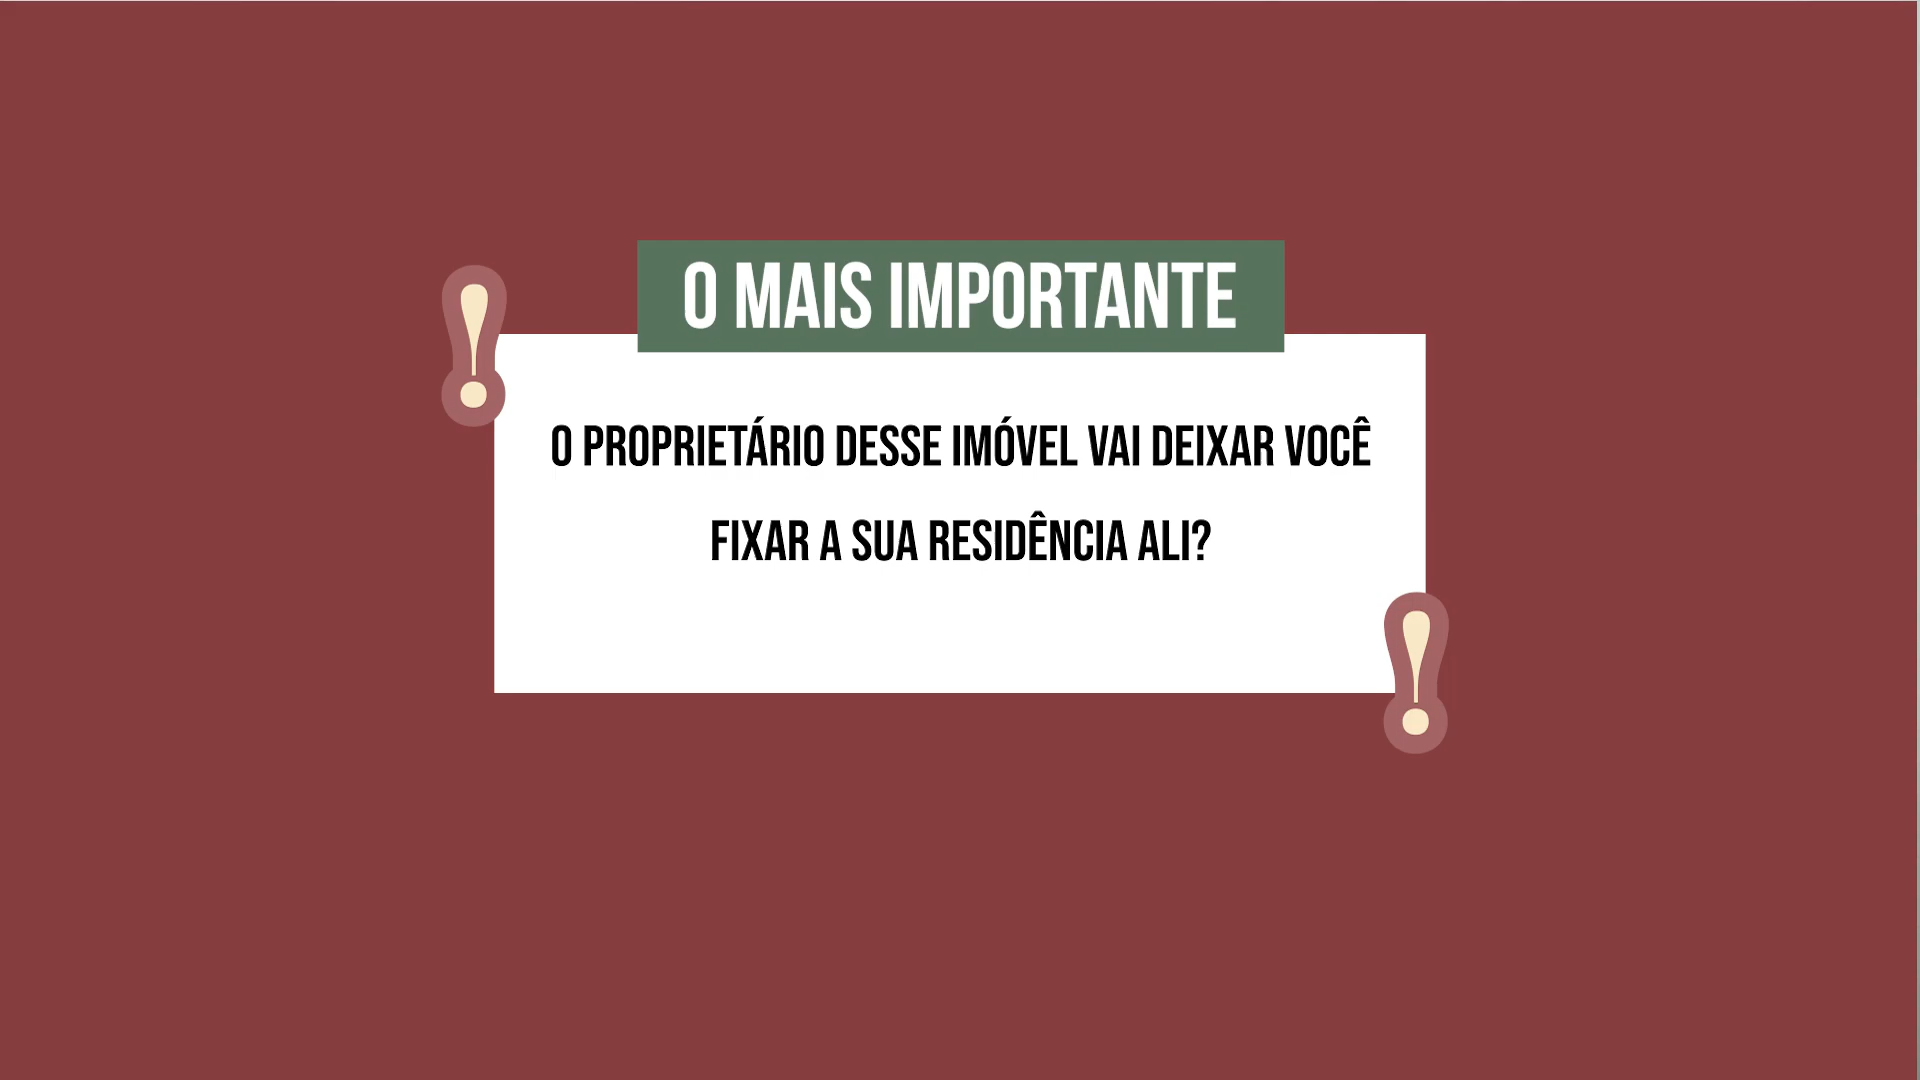 O MAIS IMPORTANTE
O PROPRIETÁRIO DESSE IMÓVEL VAI DEIXAR VOCÊ
FIXAR A SUA RESIDÊNCIA ALI?